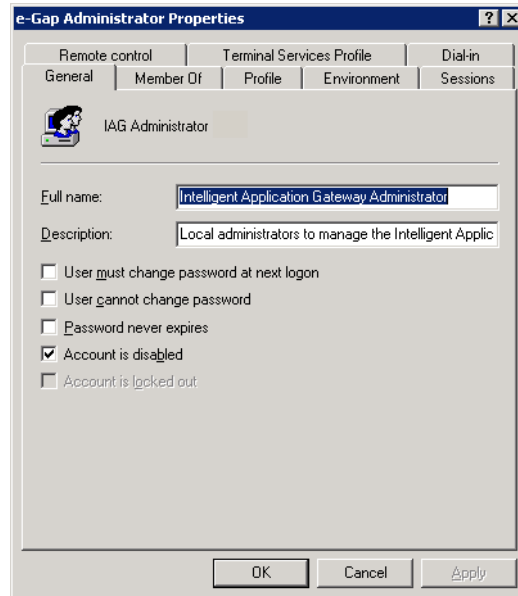 e-Gap Administrator Properties
Remote control Terminal Services Profile Dial-in
General Member Of Profile Environment Sessions
IAG Administrator
Full name: Intelligent Application Gateway Administrator
Description: Local administrators to manage the Intelligent Applic
User must change password at next logon
User cannot change password
Password never expires
Account is disabled
Account is locked out
OK Cancel Apply